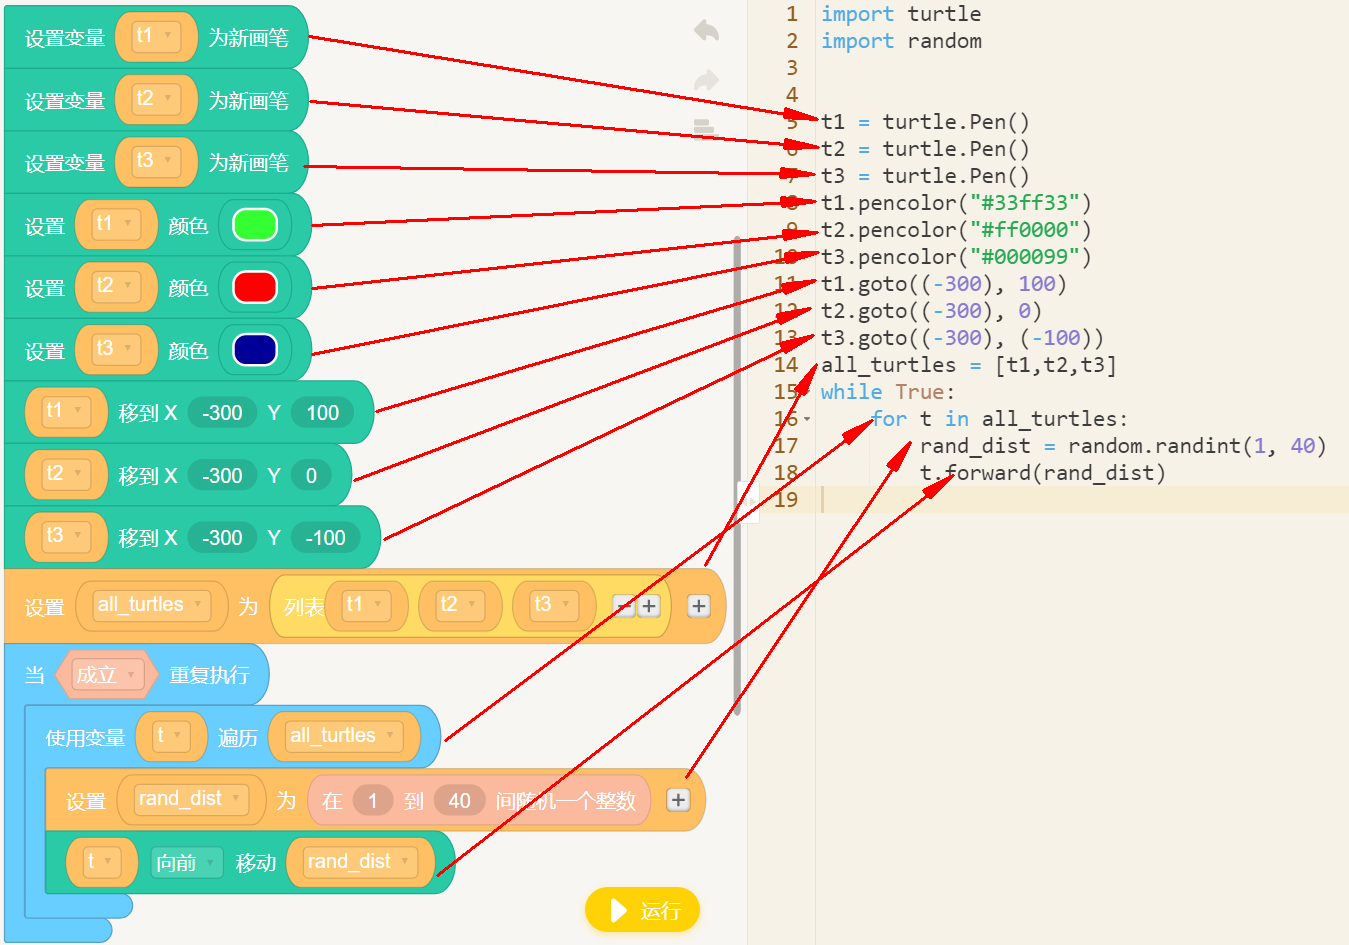 设置变量 t1 为新画笔
设置变量 t2 为新画笔
设置变量 t3 为新画笔
设置 t1 颜色
设置 t2 颜色
设置 t3 颜色
t1 移到 X -300 Y 100
t2 移到 X -300 Y 0
t3 移到 X -300 Y -100
设置 all_turtles 为 列表 t1 t2 t3 − + +
当 成立 重复执行
使用变量 t 遍历 all_turtles
设置 rand_dist 为 在 1 到 40 间随机一个整数 +
t 向前 移动 rand_dist
运行
1 import turtle
2 import random
3
4
5 t1 = turtle.Pen()
6 t2 = turtle.Pen()
7 t3 = turtle.Pen()
8 t1.pencolor("#33ff33")
9 t2.pencolor("#ff0000")
10 t3.pencolor("#000099")
11 t1.goto((-300), 100)
12 t2.goto((-300), 0)
13 t3.goto((-300), (-100))
14 all_turtles = [t1,t2,t3]
15 while True:
16 for t in all_turtles:
17 rand_dist = random.randint(1, 40)
18 t.forward(rand_dist)
19